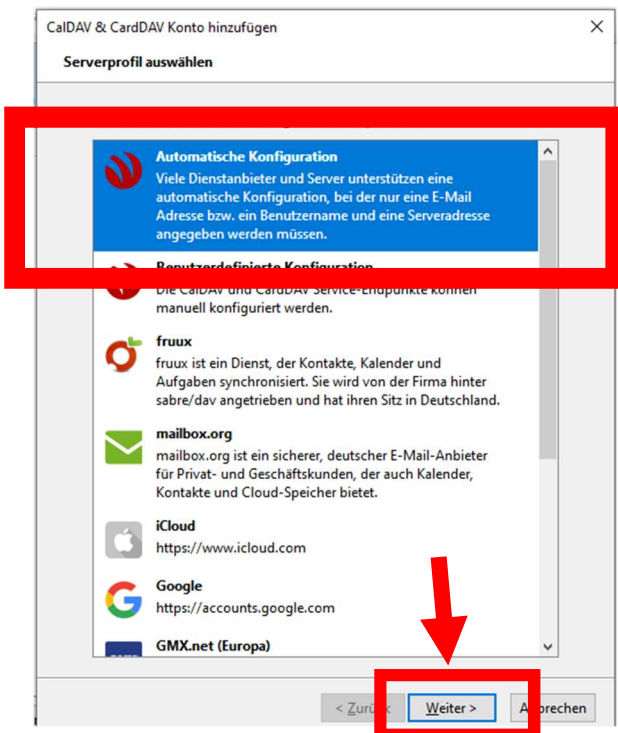 CalDAV & CardDAV Konto hinzufügen
Serverprofil auswählen
Automatische Konfiguration
Viele Dienstanbieter und Server unterstützen eine
automatische Konfiguration, bei der nur eine E-Mail
Adresse bzw. ein Benutzername und eine Serveradresse
angegeben werden müssen.
Benutzerdefinierte Konfiguration
Die CalDAV und CardDAV Service-Endpunkte können
manuell konfiguriert werden.
fruux
fruux ist ein Dienst, der Kontakte, Kalender und
Aufgaben synchronisiert. Sie wird von der Firma hinter
sabre/dav angetrieben und hat ihren Sitz in Deutschland.
mailbox.org
mailbox.org ist ein sicherer, deutscher E-Mail-Anbieter
für Privat- und Geschäftskunden, der auch Kalender,
Kontakte und Cloud-Speicher bietet.
iCloud
https://www.icloud.com
Google
https://accounts.google.com
GMX.net (Europa)
< Zurück Weiter > Abbrechen